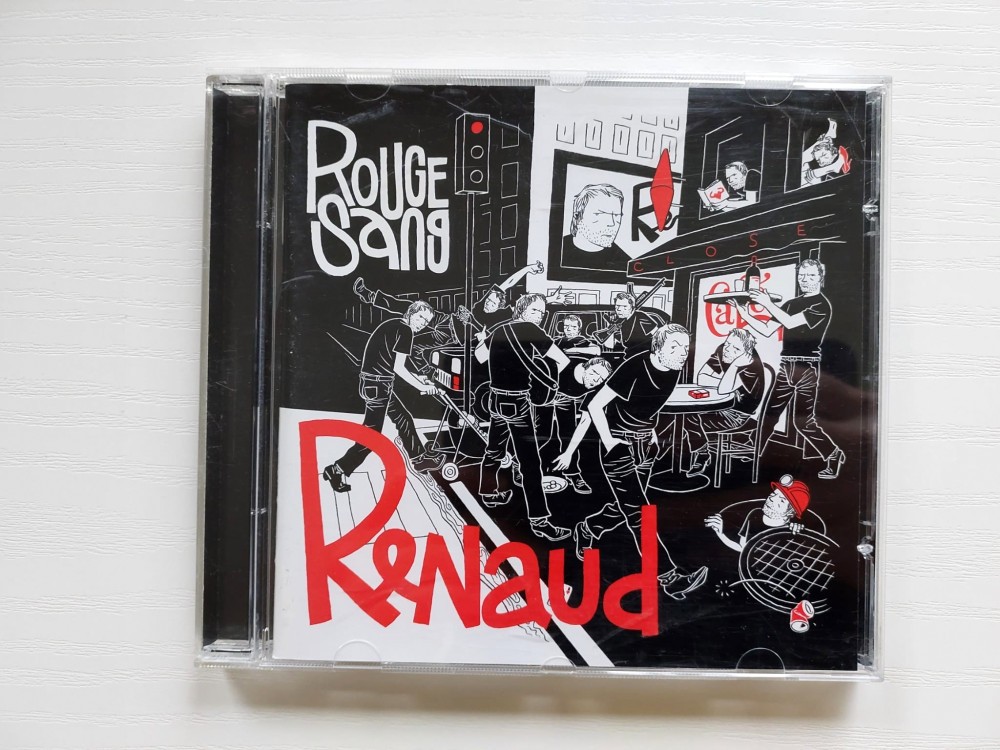 ROUGE
Sang
CLOSE
Café
Renaud